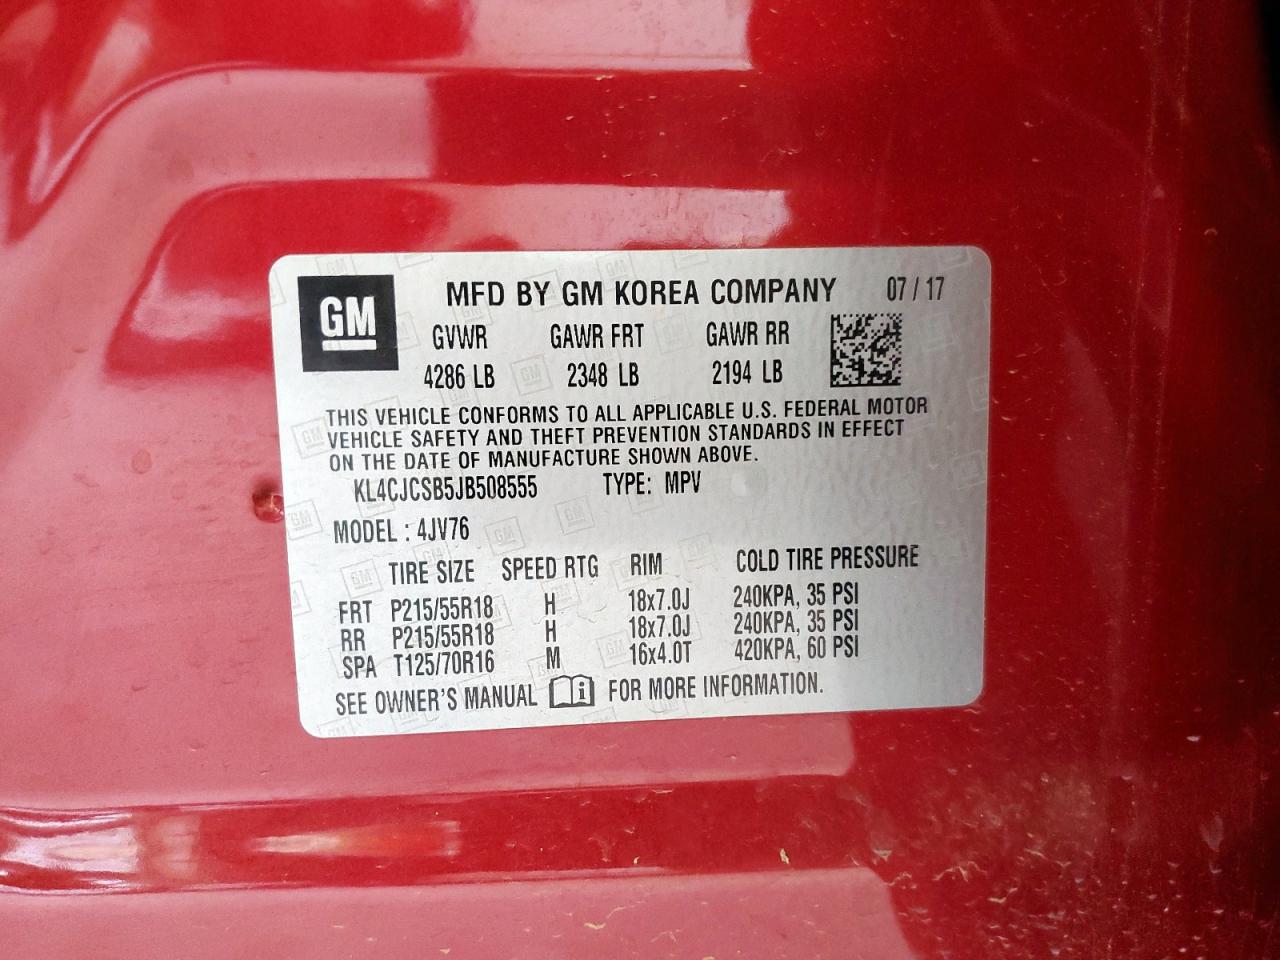 GM
MFD BY GM KOREA COMPANY 07 / 17
GVWR GAWR FRT GAWR RR
4286 LB 2348 LB 2194 LB
THIS VEHICLE CONFORMS TO ALL APPLICABLE U.S. FEDERAL MOTOR
VEHICLE SAFETY AND THEFT PREVENTION STANDARDS IN EFFECT
ON THE DATE OF MANUFACTURE SHOWN ABOVE.
KL4CJCSB5JB508555 TYPE: MPV
MODEL : 4JV76
TIRE SIZE SPEED RTG RIM COLD TIRE PRESSURE
FRT P215/55R18 H 18x7.0J 240KPA, 35 PSI
RR P215/55R18 H 18x7.0J 240KPA, 35 PSI
SPA T125/70R16 M 16x4.0T 420KPA, 60 PSI
SEE OWNER'S MANUAL i FOR MORE INFORMATION.